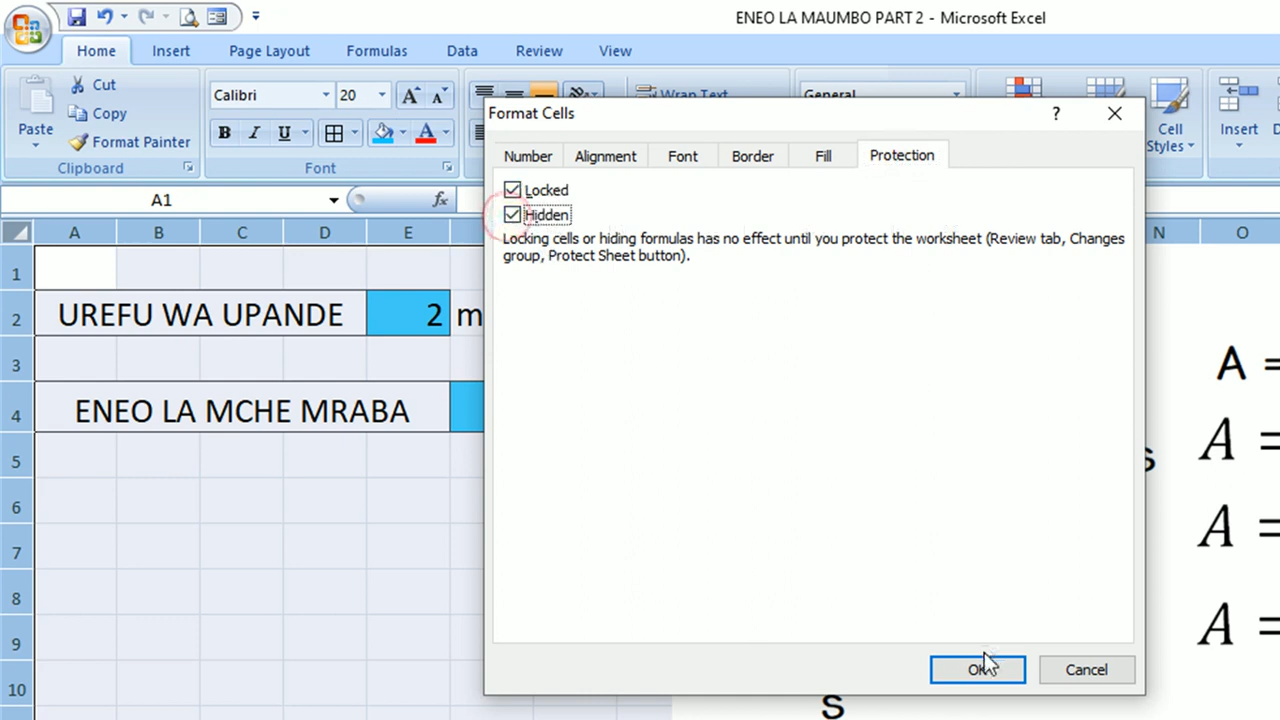 ENEO LA MAUMBO PART 2 - Microsoft Excel
Home Insert Page Layout Formulas Data Review View
Paste
Cut
Copy
Format Painter
Clipboard
Calibri 20
B I U
Font
Wrap Text
General
Cell
Styles
Insert
A1
fx
Format Cells
?
Number Alignment Font Border Fill Protection
Locked
Hidden
Locking cells or hiding formulas has no effect until you protect the worksheet (Review tab, Changes
group, Protect Sheet button).
OK Cancel
A B C D E N O
1
2 UREFU WA UPANDE 2 m
3
4 ENEO LA MCHE MRABA
5
6
7
8
9
10
A =
A =
s
A =
A =
s